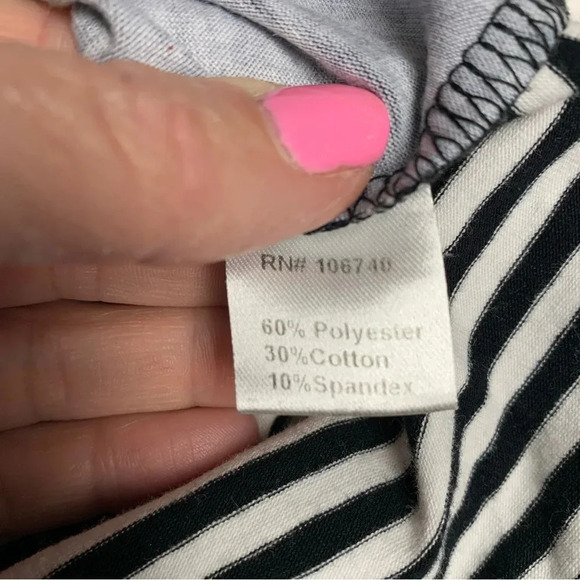 RN# 106740
60% Polyester
30%Cotton
10%Spandex